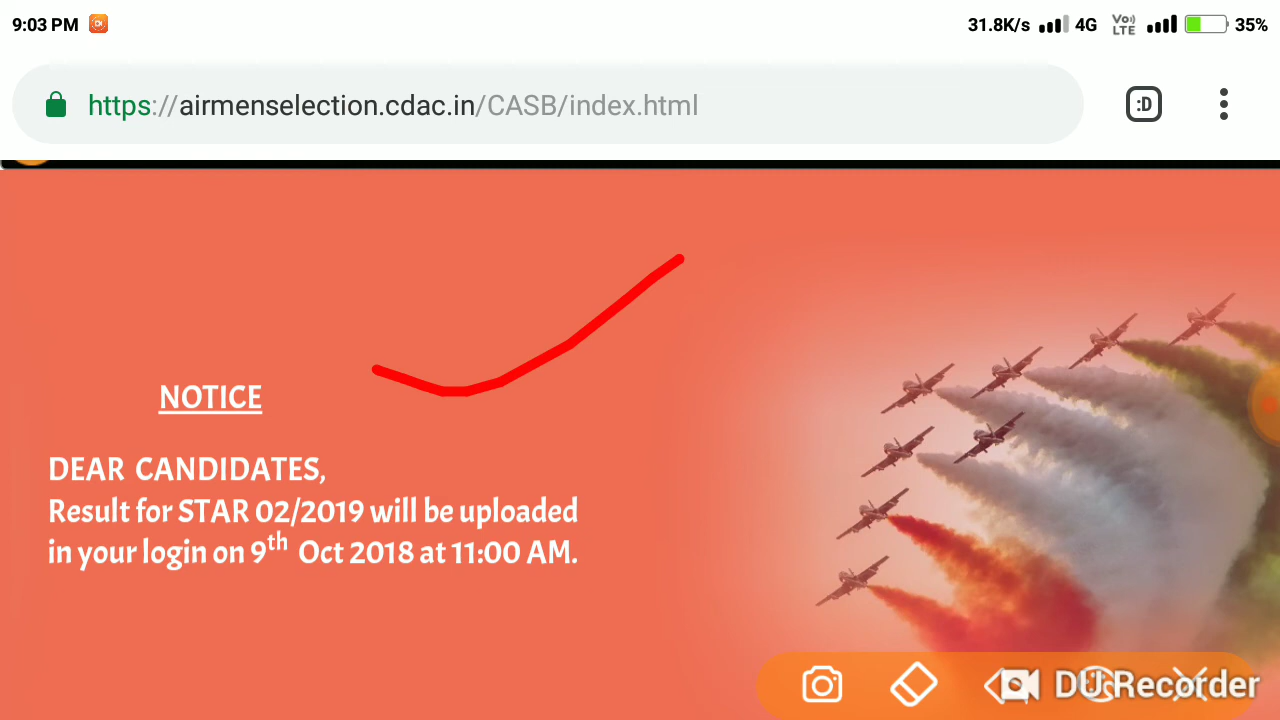 9:03 PM 31.8K/s 4G Vo)) LTE 35%
https://airmenselection.cdac.in/CASB/index.html :D
NOTICE
DEAR CANDIDATES,
Result for STAR 02/2019 will be uploaded
in your login on 9th Oct 2018 at 11:00 AM.
DU Recorder